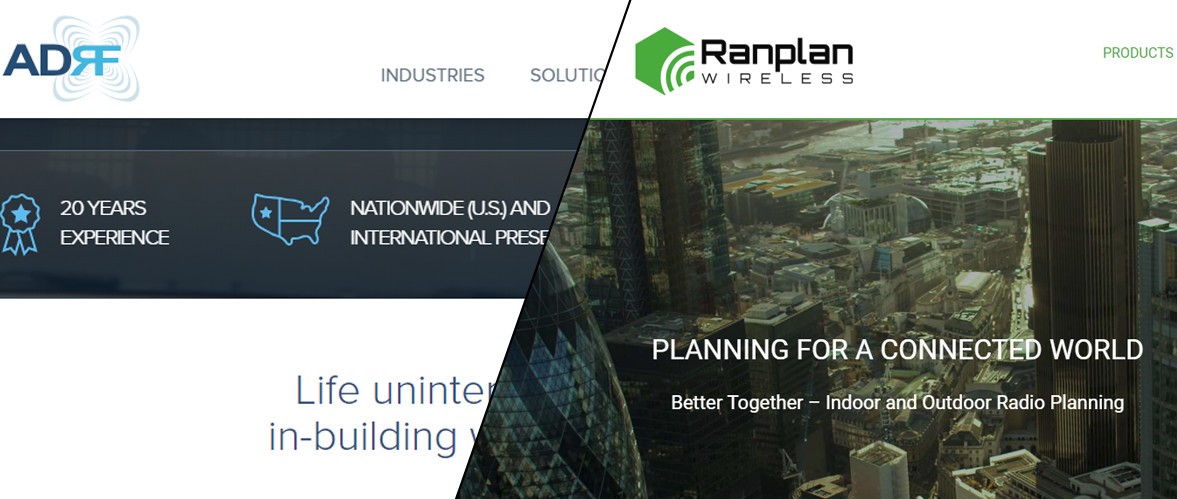 ADRF
INDUSTRIES
20 YEARS
EXPERIENCE
NATIONWIDE (U.S.) AND
INTERNATIONAL
Life
in-building
Ranplan
WIRELESS
PRODUCTS
PLANNING FOR A CONNECTED WORLD
Better Together – Indoor and Outdoor Radio Planning